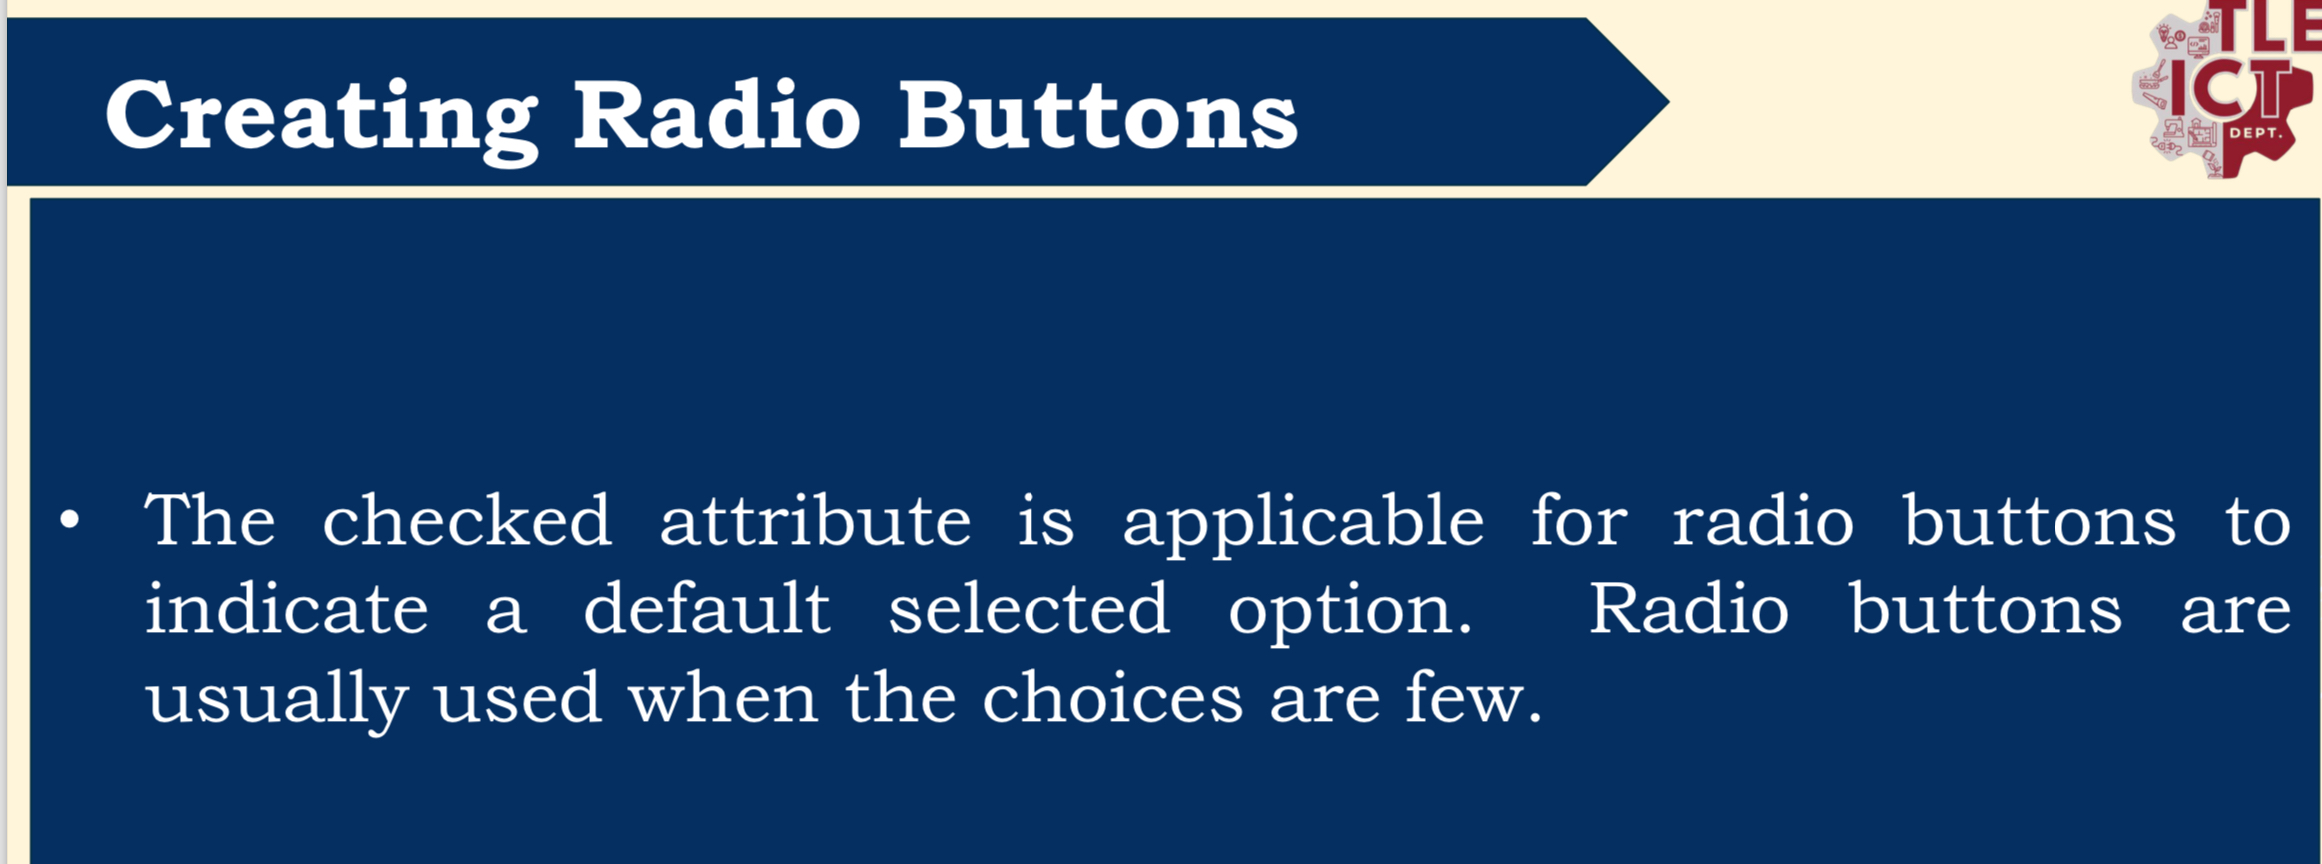 Creating Radio Buttons
TLE
ICT
DEPT.
• The checked attribute is applicable for radio buttons to
indicate a default selected option. Radio buttons are
usually used when the choices are few.